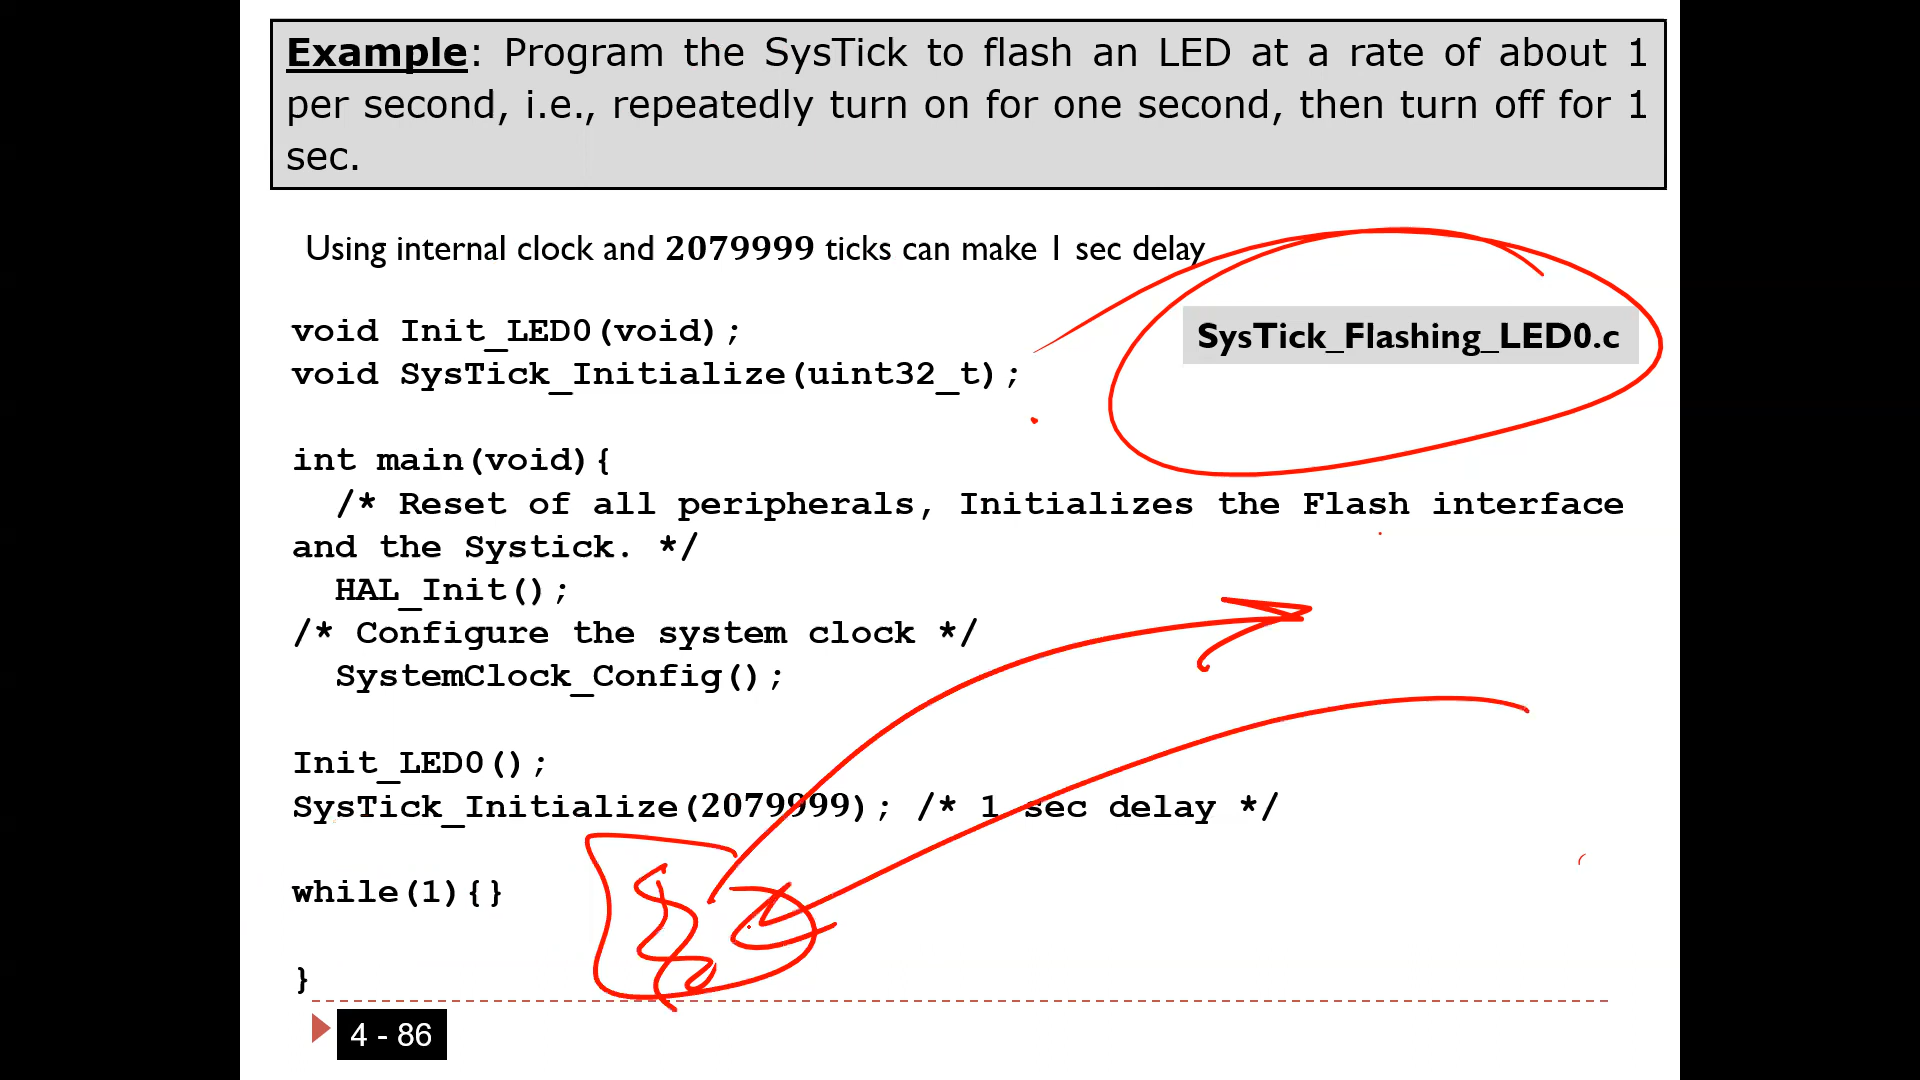 Example: Program the SysTick to flash an LED at a rate of about 1
per second, i.e., repeatedly turn on for one second, then turn off for 1
sec.
Using internal clock and 2079999 ticks can make 1 sec delay
SysTick_Flashing_LED0.c
void Init_LED0(void);
void SysTick_Initialize(uint32_t);
int main(void){
/* Reset of all peripherals, Initializes the Flash interface
and the Systick. */
HAL_Init();
/* Configure the system clock */
SystemClock_Config();
Init_LED0();
SysTick_Initialize(2079999); /* 1 sec delay */
while(1){}
}
4 - 86